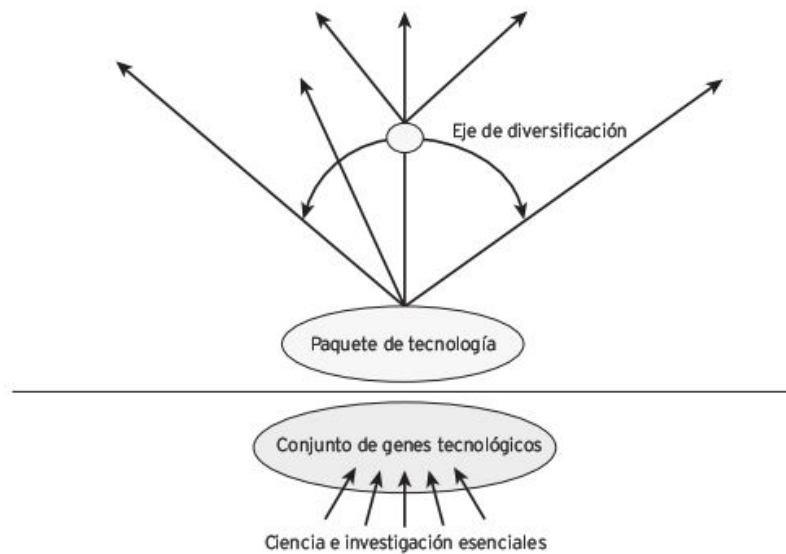 Eje de diversificación
Paquete de tecnología
Conjunto de genes tecnológicos
Ciencia e investigación esenciales